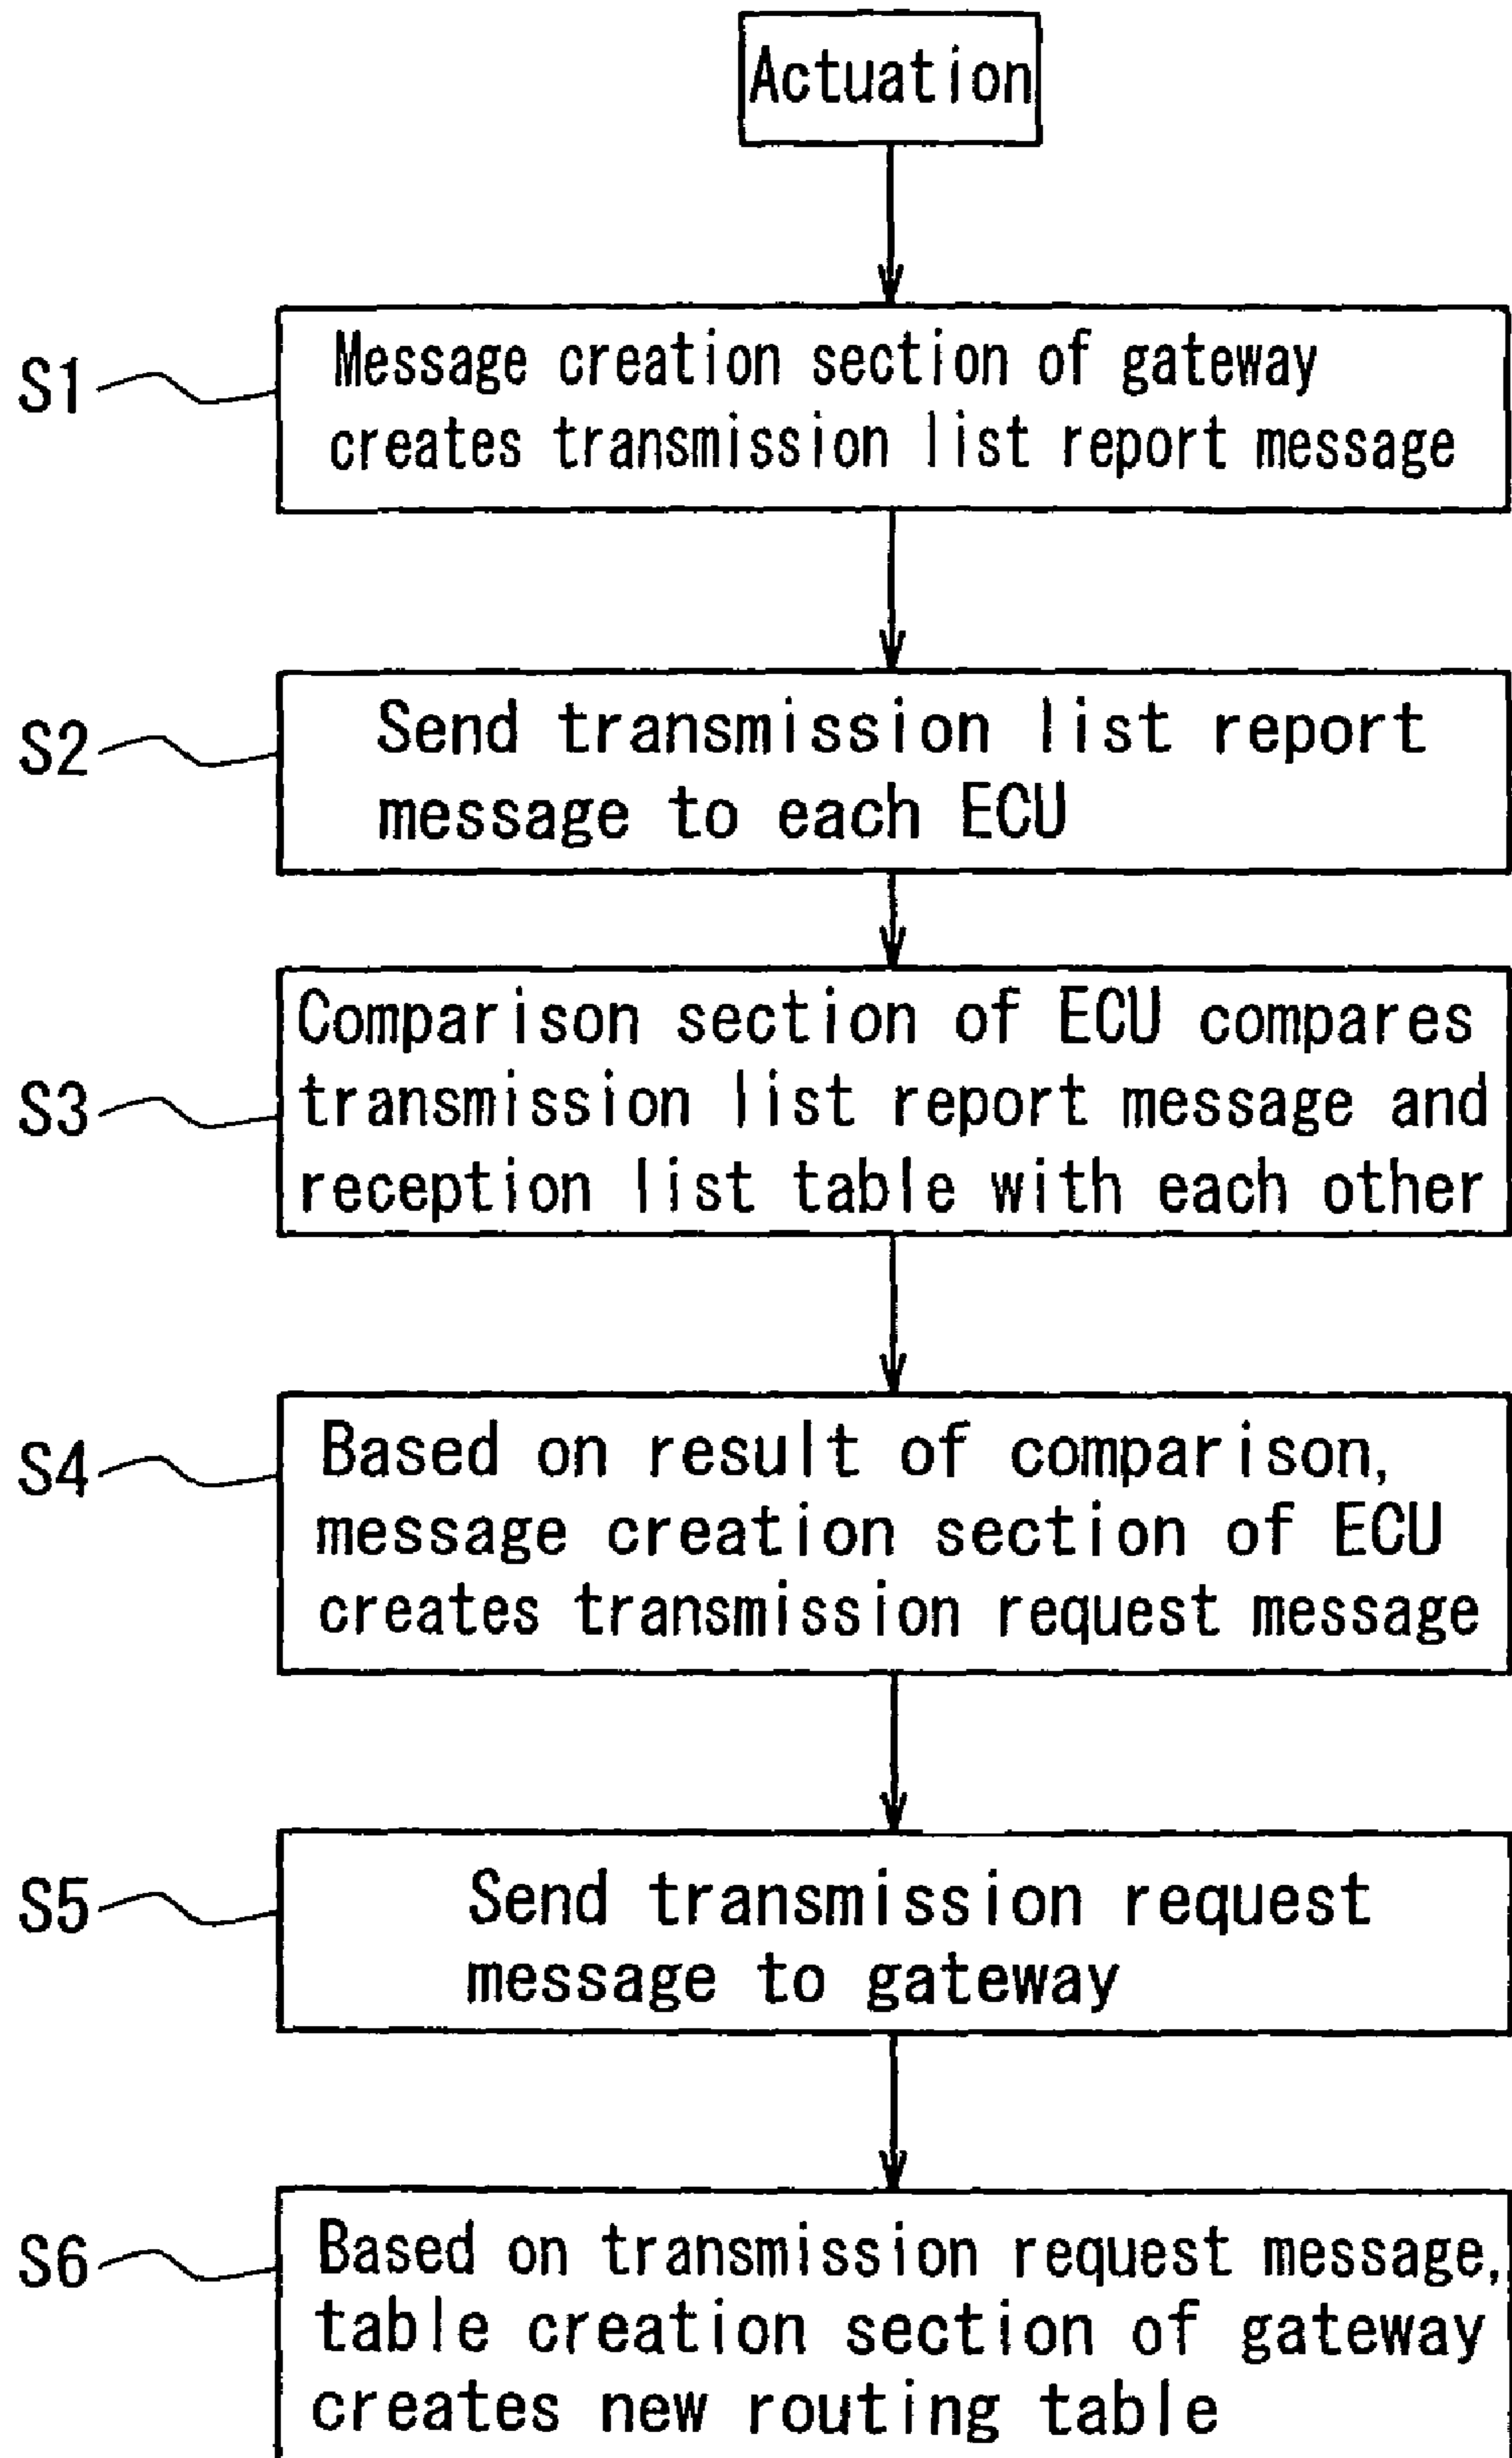 Actuation
S1
Message creation section of gateway
creates transmission list report message
S2
Send transmission list report
message to each ECU
S3
Comparison section of ECU compares
transmission list report message and
reception list table with each other
S4
Based on result of comparison,
message creation section of ECU
creates transmission request message
S5
Send transmission request
message to gateway
S6
Based on transmission request message,
table creation section of gateway
creates new routing table